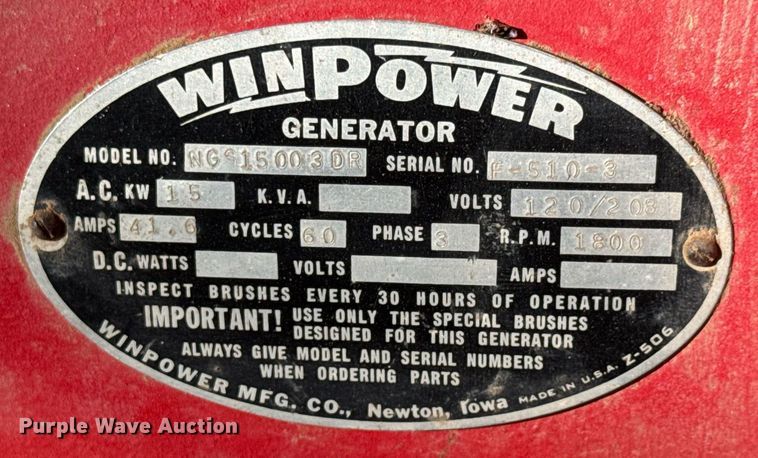 WINPOWER
GENERATOR
MODEL NO. NGS15003DR SERIAL NO. F-510-3
A.C. KW 15 K.V.A. VOLTS 120/208
AMPS 41.6 CYCLES 60 PHASE 3 R.P.M. 1800
D.C. WATTS VOLTS AMPS
INSPECT BRUSHES EVERY 30 HOURS OF OPERATION
IMPORTANT! USE ONLY THE SPECIAL BRUSHES
DESIGNED FOR THIS GENERATOR
ALWAYS GIVE MODEL AND SERIAL NUMBERS
WHEN ORDERING PARTS
WINPOWER MFG. CO., Newton, Iowa MADE IN U.S.A. Z-506
Purple Wave Auction